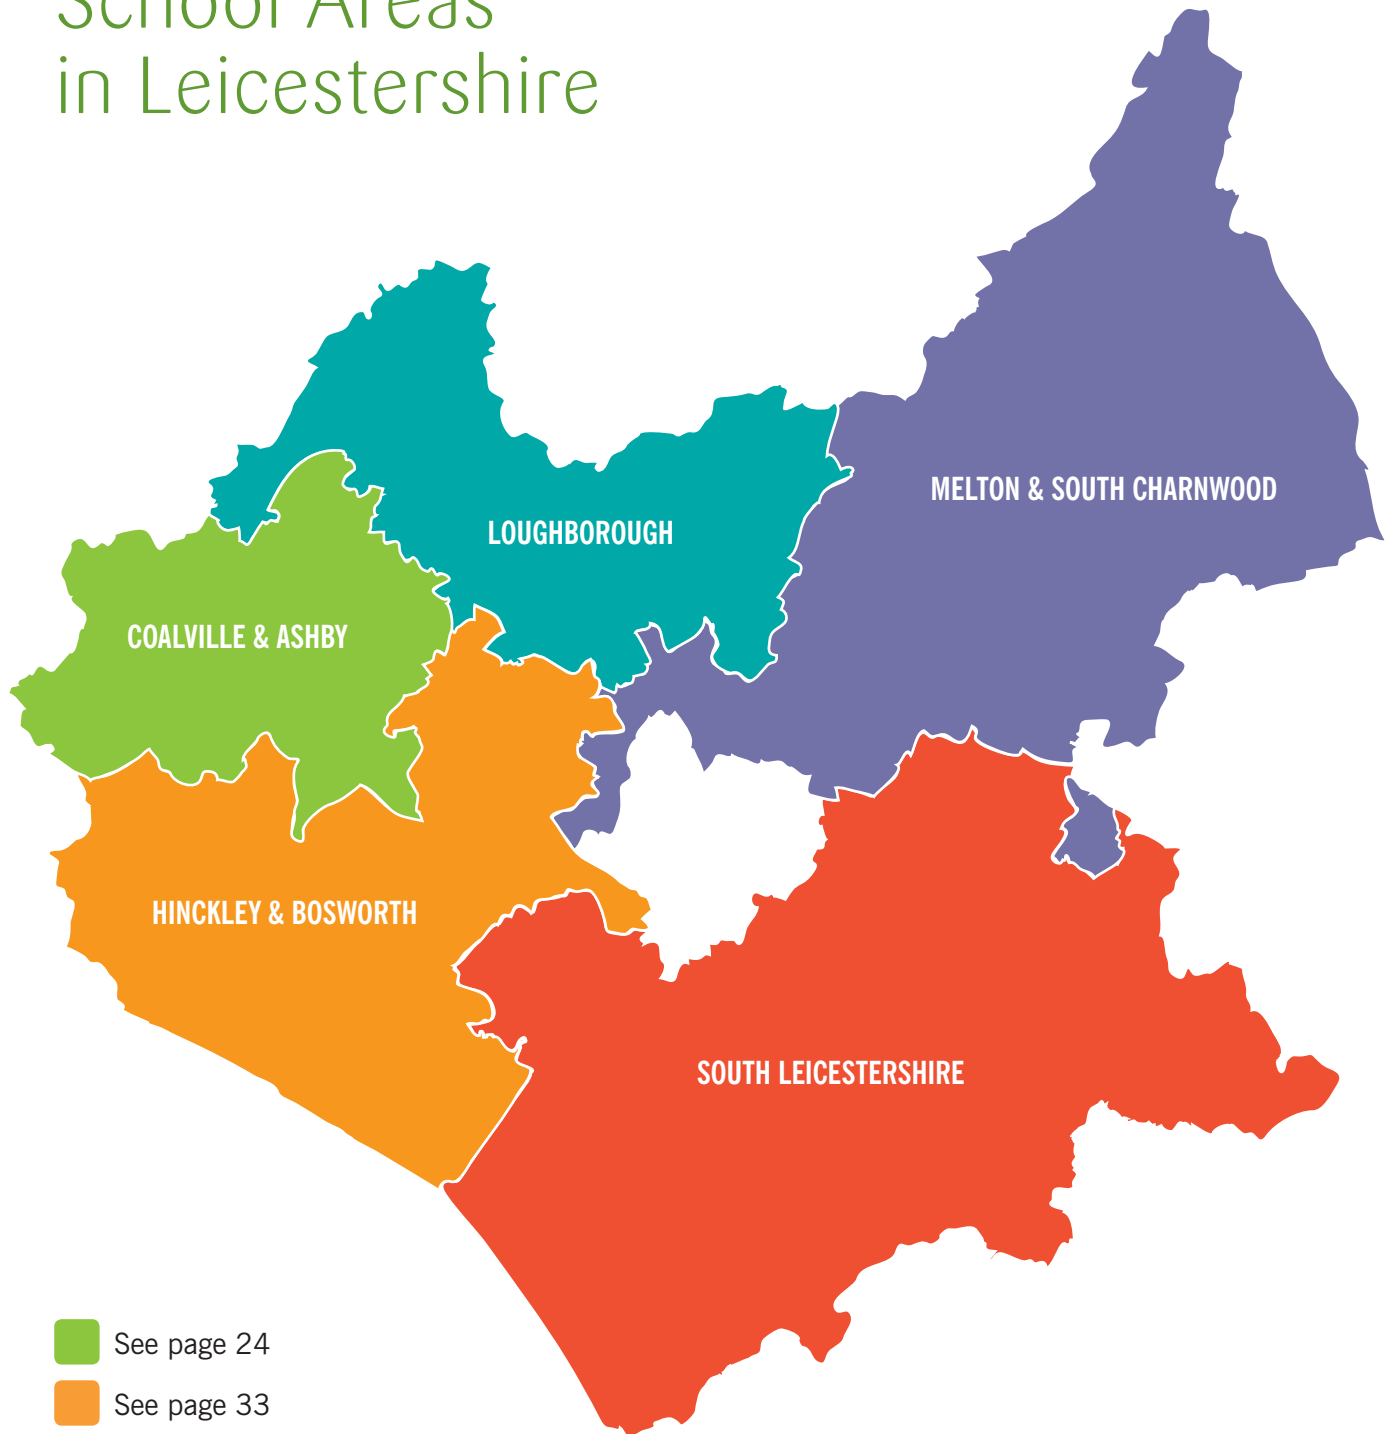 School Areas
in Leicestershire
MELTON & SOUTH CHARNWOOD
LOUGHBOROUGH
COALVILLE & ASHBY
HINCKLEY & BOSWORTH
SOUTH LEICESTERSHIRE
See page 24
See page 33